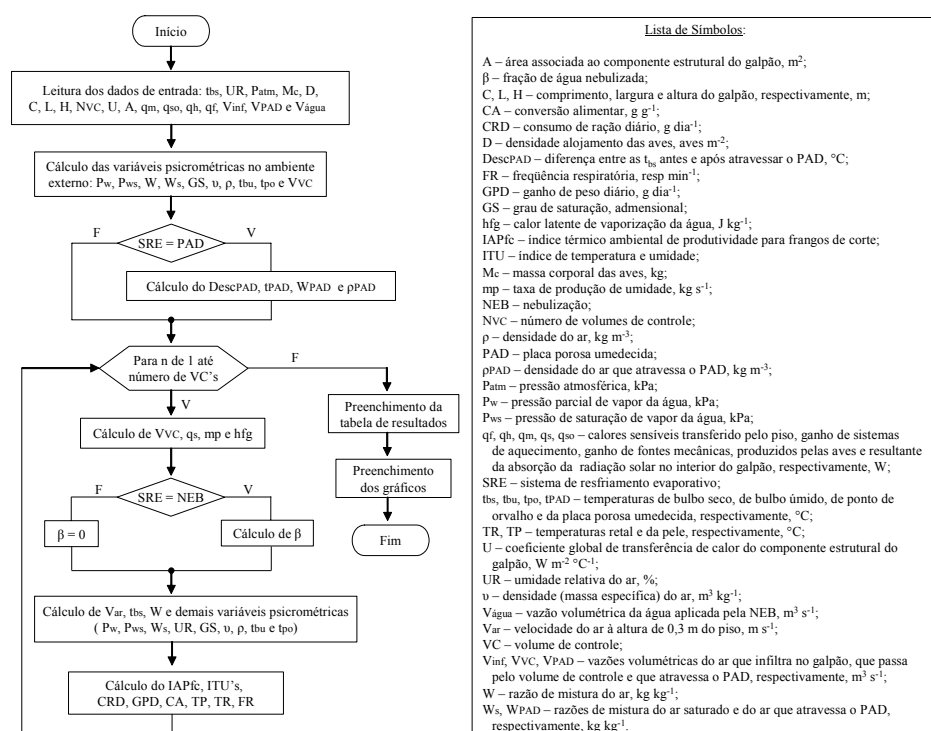 Início
Leitura dos dados de entrada: tbs, UR, Patm, Mc, D,
C, L, H, NVC, U, A, qm, qso, qh, qf, Vinf, VPAD e Vágua
Cálculo das variáveis psicrométricas no ambiente
externo: Pw, Pws, W, Ws, GS, υ, ρ, tbu, tpo e VVC
F
SRE = PAD
V
Cálculo do DescPAD, tPAD, WPAD e ρPAD
Para n de 1 até
número de VC's
F
V
Cálculo de VVC, qs, mp e hfg
F
SRE = NEB
V
β = 0
Cálculo de β
Cálculo de Var, tbs, W e demais variáveis psicrométricas
( Pw, Pws, Ws, UR, GS, υ, ρ, tbu e tpo)
Cálculo do IAPfc, ITU's,
CRD, GPD, CA, TP, TR, FR
Preenchimento da
tabela de resultados
Preenchimento
dos gráficos
Fim
Lista de Símbolos:
A – área associada ao componente estrutural do galpão, m²;
β – fração de água nebulizada;
C, L, H – comprimento, largura e altura do galpão, respectivamente, m;
CA – conversão alimentar, g g⁻¹;
CRD – consumo de ração diário, g dia⁻¹;
D – densidade alojamento das aves, aves m⁻²;
DescPAD – diferença entre as tbs antes e após atravessar o PAD, °C;
FR – freqüência respiratória, resp min⁻¹;
GPD – ganho de peso diário, g dia⁻¹;
GS – grau de saturação, admensional;
hfg – calor latente de vaporização da água, J kg⁻¹;
IAPfc – índice térmico ambiental de produtividade para frangos de corte;
ITU – índice de temperatura e umidade;
Mc – massa corporal das aves, kg;
mp – taxa de produção de umidade, kg s⁻¹;
NEB – nebulização;
NVC – número de volumes de controle;
ρ – densidade do ar, kg m⁻³;
PAD – placa porosa umedecida;
ρPAD – densidade do ar que atravessa o PAD, kg m⁻³;
Patm – pressão atmosférica, kPa;
Pw – pressão parcial de vapor da água, kPa;
Pws – pressão de saturação de vapor da água, kPa;
qf, qh, qm, qs, qso – calores sensíveis transferido pelo piso, ganho de sistemas
de aquecimento, ganho de fontes mecânicas, produzidos pelas aves e resultante
da absorção da radiação solar no interior do galpão, respectivamente, W;
SRE – sistema de resfriamento evaporativo;
tbs, tbu, tpo, tPAD – temperaturas de bulbo seco, de bulbo úmido, de ponto de
orvalho e da placa porosa umedecida, respectivamente, °C;
TR, TP – temperaturas retal e da pele, respectivamente, °C;
U – coeficiente global de transferência de calor do componente estrutural do
galpão, W m⁻² °C⁻¹;
UR – umidade relativa do ar, %;
υ – densidade (massa específica) do ar, m³ kg⁻¹;
Vágua – vazão volumétrica da água aplicada pela NEB, m³ s⁻¹;
Var – velocidade do ar à altura de 0,3 m do piso, m s⁻¹;
VC – volume de controle;
Vinf, VVC, VPAD – vazões volumétricas do ar que infiltra no galpão, que passa
pelo volume de controle e que atravessa o PAD, respectivamente, m³ s⁻¹;
W – razão de mistura do ar, kg kg⁻¹;
Ws, WPAD – razões de mistura do ar saturado e do ar que atravessa o PAD,
respectivamente, kg kg⁻¹.